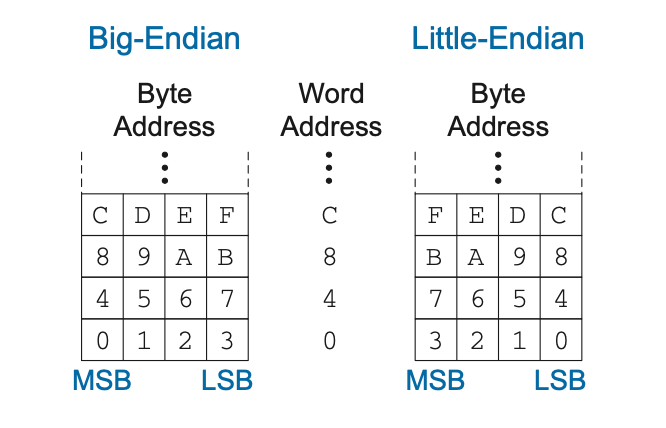 Big-Endian Little-Endian
Byte Word Byte
Address Address Address
C D E F C F E D C
8 9 A B 8 B A 9 8
4 5 6 7 4 7 6 5 4
0 1 2 3 0 3 2 1 0
MSB LSB MSB LSB